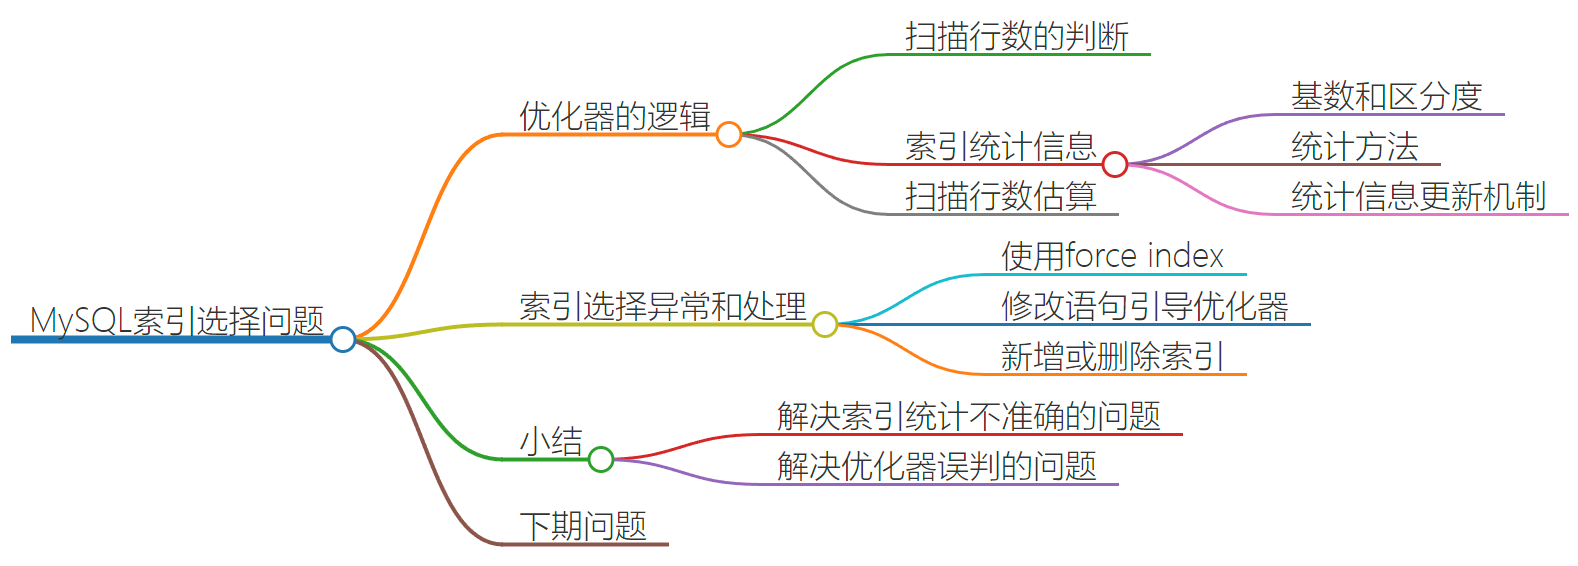 MySQL索引选择问题
优化器的逻辑
扫描行数的判断
索引统计信息
基数和区分度
统计方法
统计信息更新机制
扫描行数估算
索引选择异常和处理
使用force index
修改语句引导优化器
新增或删除索引
小结
解决索引统计不准确的问题
解决优化器误判的问题
下期问题